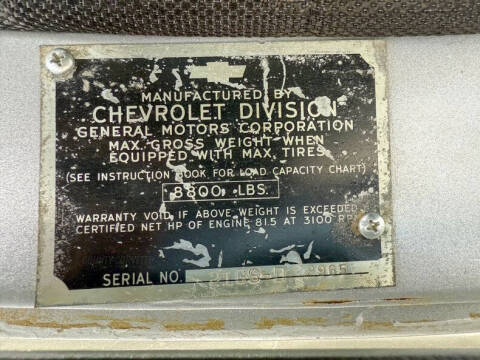 MANUFACTURED BY
CHEVROLET DIVISION
GENERAL MOTORS CORPORATION
MAX. GROSS WEIGHT WHEN
EQUIPPED WITH MAX. TIRES
(SEE INSTRUCTION BOOK FOR LOAD CAPACITY CHART)
8800 LBS.
WARRANTY VOID IF ABOVE WEIGHT IS EXCEEDED
CERTIFIED NET HP OF ENGINE 81.5 AT 3100
SERIAL NO.